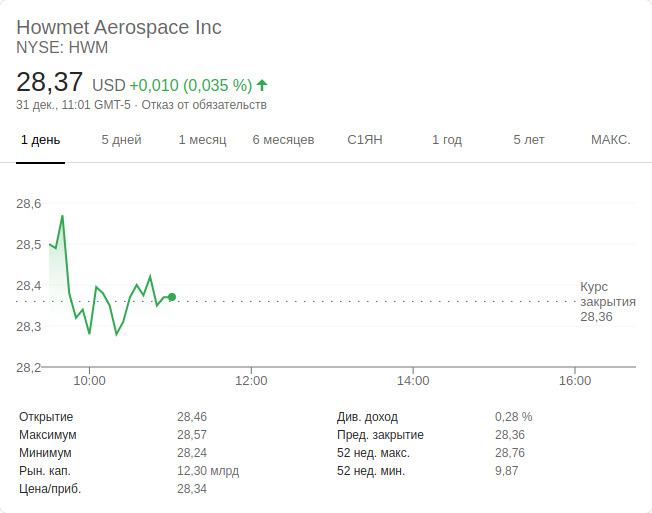 Howmet Aerospace Inc
NYSE: HWM
28,37 USD +0,010 (0,035 %)
31 дек., 11:01 GMT-5 · Отказ от обязательств
1 день 5 дней 1 месяц 6 месяцев С1ЯН 1 год 5 лет МАКС.
28,6
28,5
28,4
28,3
28,2
Курс
закрытия
28,36
10:00 12:00 14:00 16:00
Открытие 28,46
Максимум 28,57
Минимум 28,24
Рын. кап. 12,30 млрд
Цена/приб. 28,34
Див. доход 0,28 %
Пред. закрытие 28,36
52 нед. макс. 28,76
52 нед. мин. 9,87